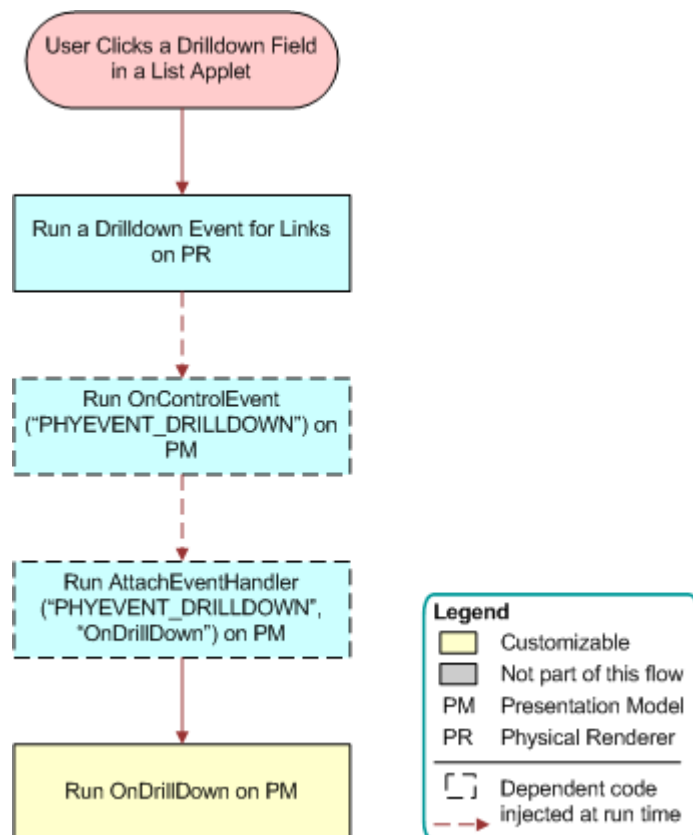 User Clicks a Drilldown Field
in a List Applet
Run a Drilldown Event for Links
on PR
Run OnControlEvent
(“PHYEVENT_DRILLDOWN”) on
PM
Run AttachEventHandler
(“PHYEVENT_DRILLDOWN”,
“OnDrillDown”) on PM
Run OnDrillDown on PM
Legend
Customizable
Not part of this flow
PM Presentation Model
PR Physical Renderer
Dependent code
injected at run time